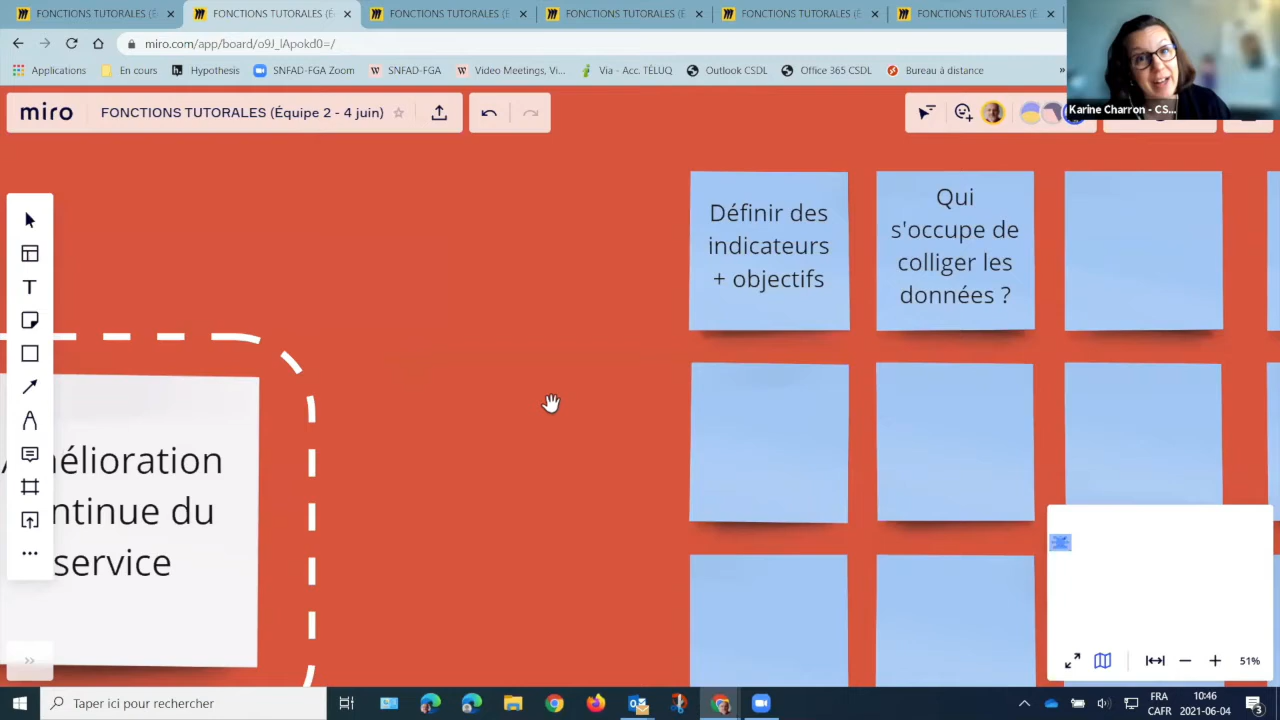 FONCTIONS TUTORALES (É
FONCTIONS TUTORALES (É
FONCTIONS TUTORALES (É
FONCTIONS TUTORALES (É
FONCTIONS TUTORALES (É
FONCTIONS TUTORALES (É
miro.com/app/board/o9J_lApokd0=/
Applications
En cours
Hypothesis
SNFAD-FGA Zoom
SNFAD-FGA
Video Meetings, Vi...
Via - Acc. TÉLUQ
Outlook CSDL
Office 365 CSDL
Bureau à distance
»
Karine Charron - CS...
miro
FONCTIONS TUTORALES (Équipe 2 - 4 juin)
Définir des
indicateurs
+ objectifs
Qui
s'occupe de
colliger les
données ?
élioration
ntinue du
service
51%
Taper ici pour rechercher
FRA
CAFR
10:46
2021-06-04
3